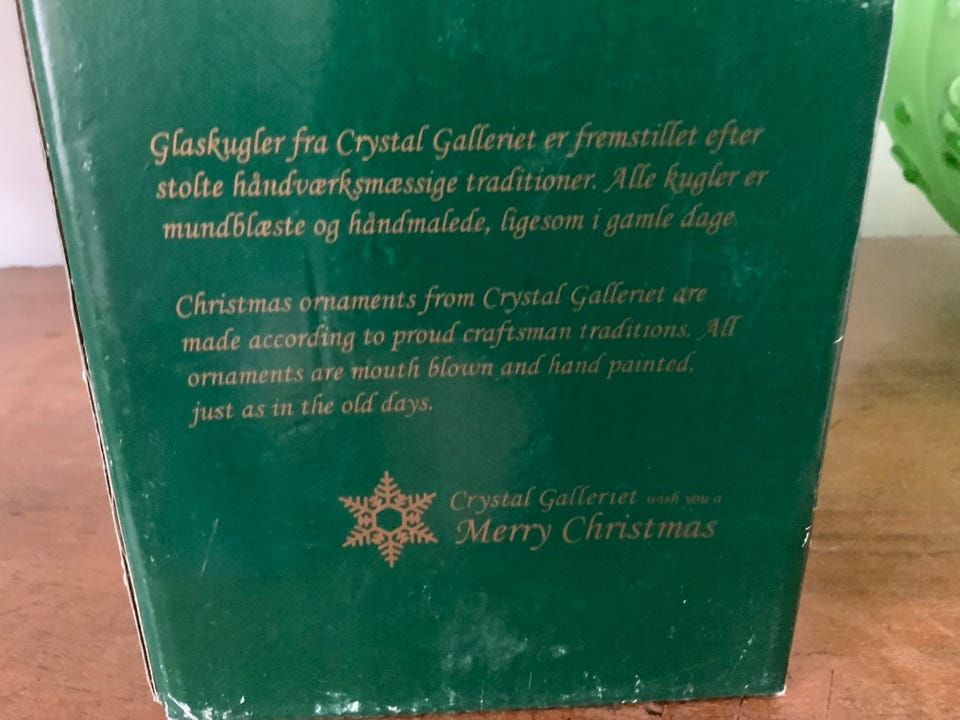 Glaskugler fra Crystal Galleriet er fremstillet efter
stolte håndværksmæssige traditioner. Alle kugler er
mundblæste og håndmalede, ligesom i gamle dage.
Christmas ornaments from Crystal Galleriet are
made according to proud craftsman traditions. All
ornaments are mouth blown and hand painted,
just as in the old days.
Crystal Galleriet wish you a
Merry Christmas